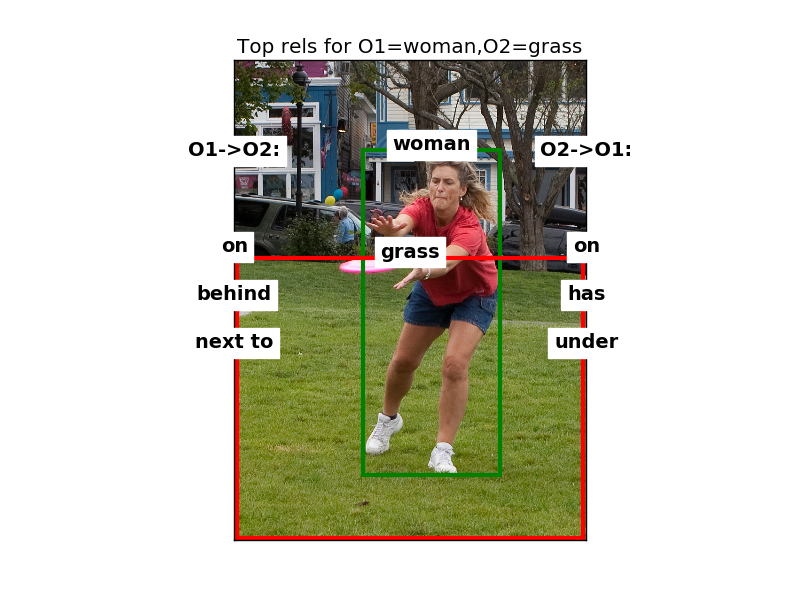 Top rels for O1=woman,O2=grass
woman
O1->O2:
O2->O1:
grass
on
on
behind
has
next to
under